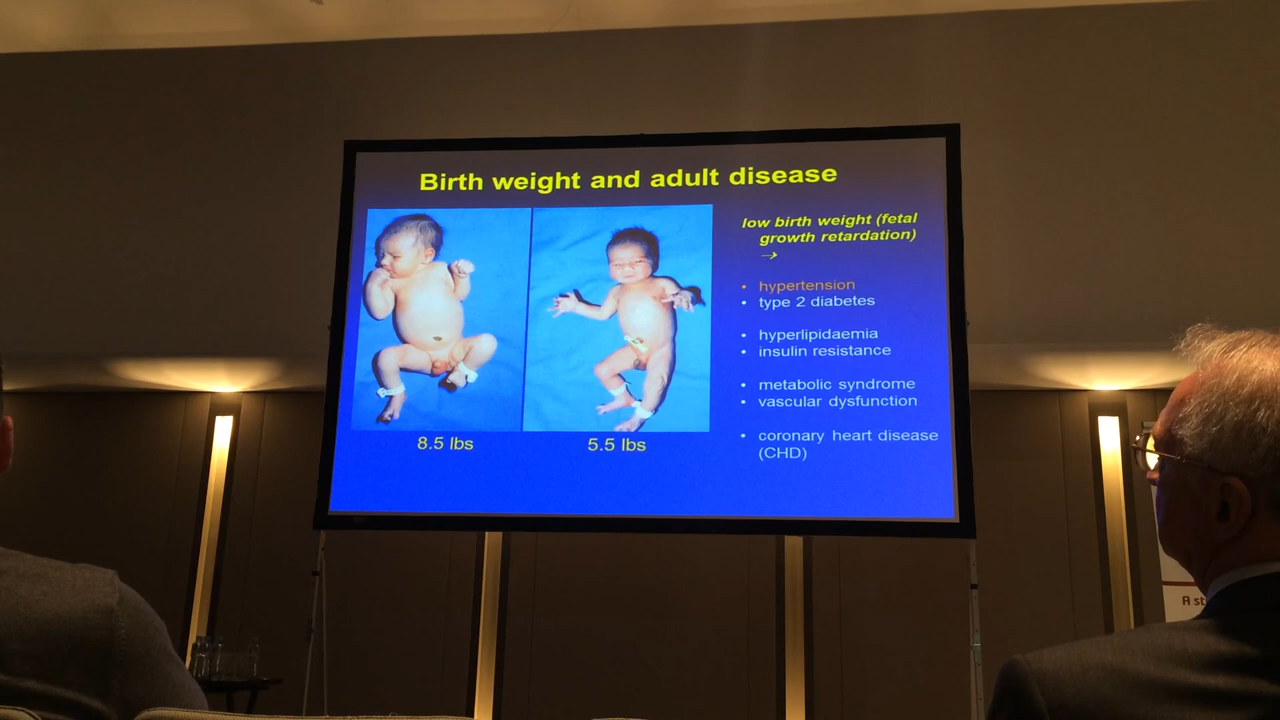 Birth weight and adult disease
low birth weight (fetal
growth retardation)
→
• hypertension
• type 2 diabetes
• hyperlipidaemia
• insulin resistance
• metabolic syndrome
• vascular dysfunction
• coronary heart disease
(CHD)
8.5 lbs
5.5 lbs
A